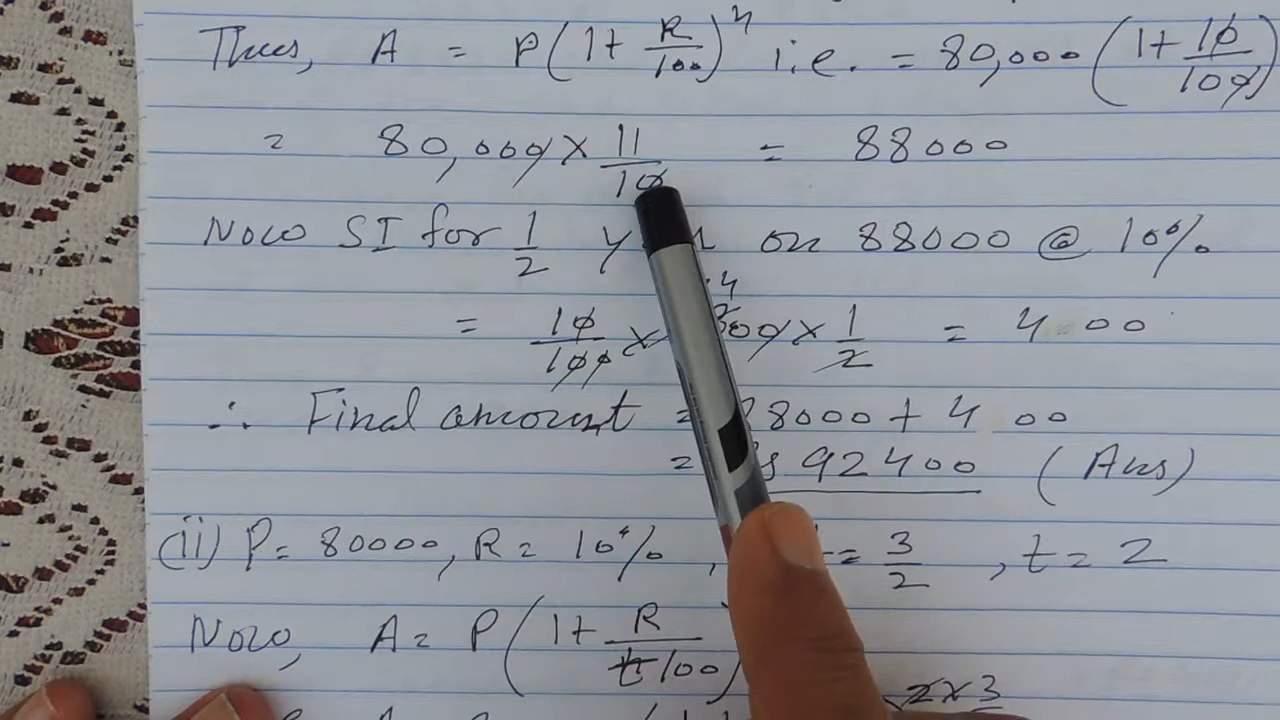 Thus, A = P(1+ R/100)^n i.e. = 80,000 (1+ 10/100)
= 80,000 × 11/10 = 88000
Now SI for 1/2 on 88000 @ 10%
= 10/100 × × 1/2 = 4 00
∴ Final amount = 8000 + 4 00
= 92400 (Ans)
(ii) P= 80000, R= 10%, = 3/2, t= 2
Now, A= P(1+ R/t100)
2×3